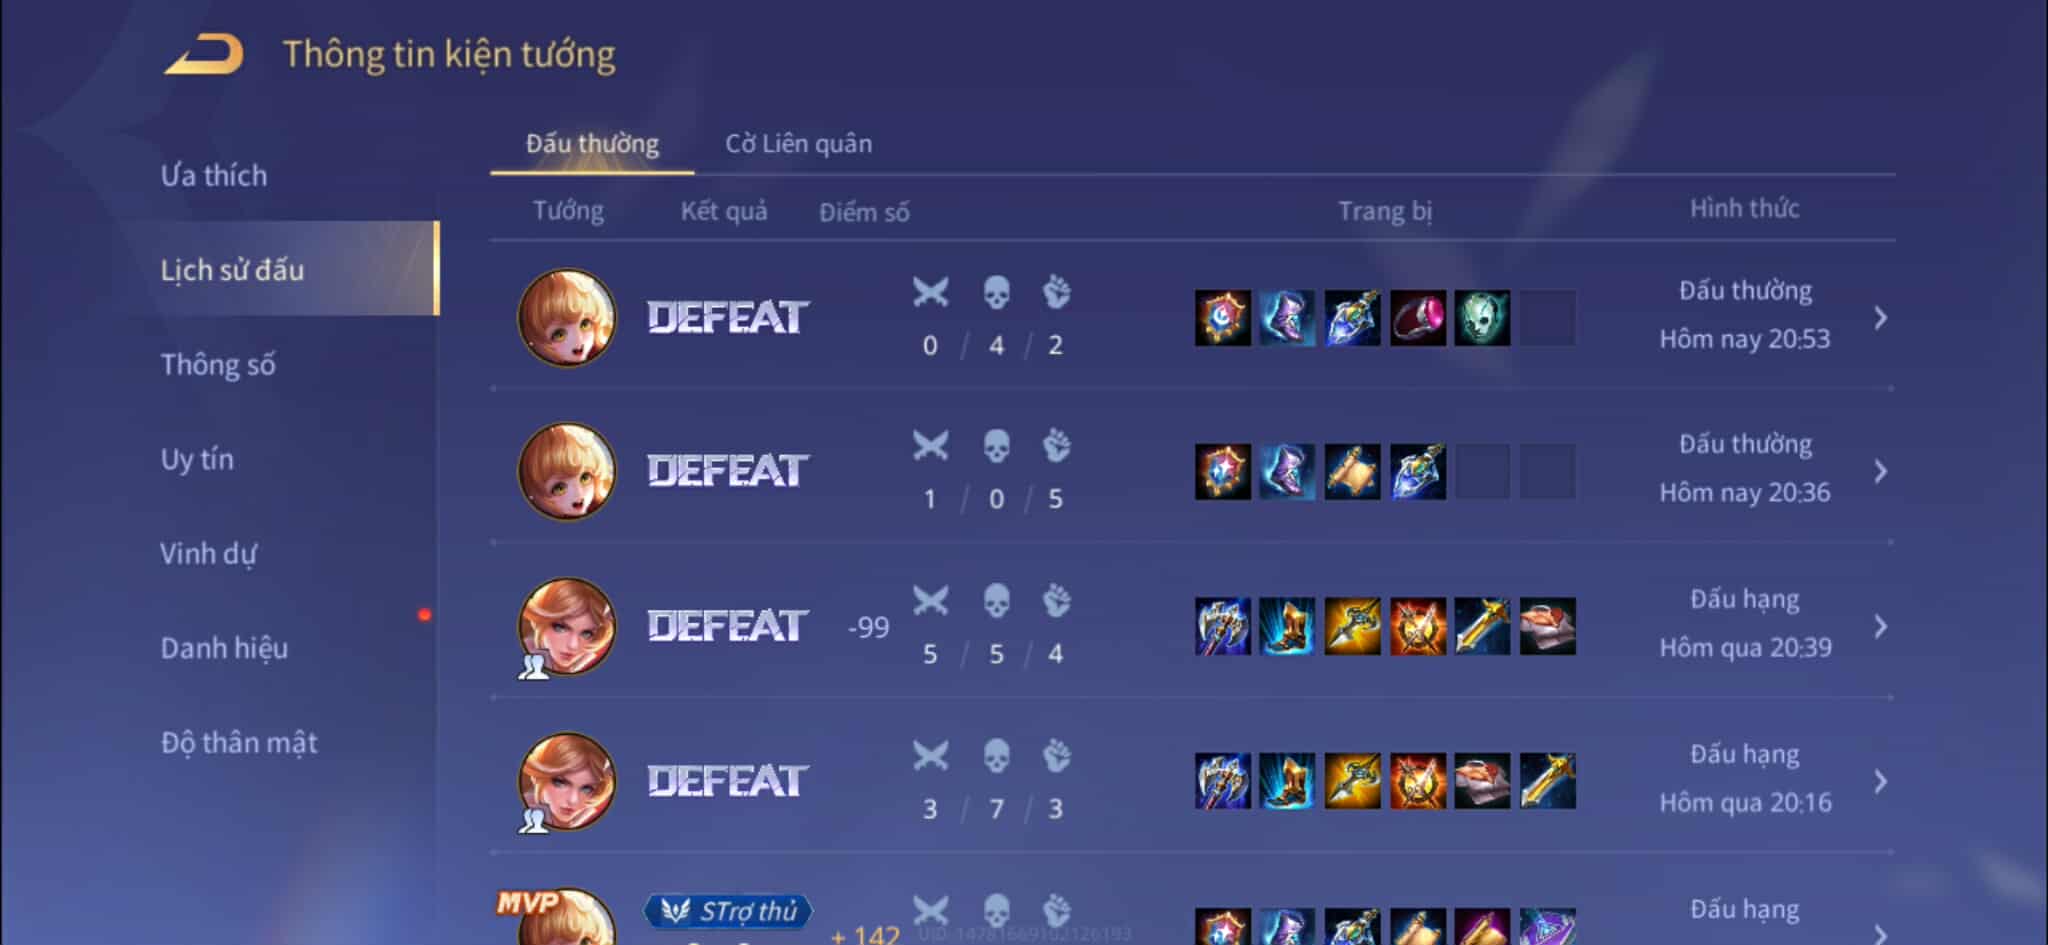 Thông tin kiện tướng
Đấu thường
Cờ Liên quân
Ưa thích
Lịch sử đấu
Thông số
Uy tín
Vinh dự
Danh hiệu
Độ thân mật
Tướng Kết quả Điểm số Trang bị Hình thức
DEFEAT
0 / 4 / 2
Đấu thường
Hôm nay 20:53
DEFEAT
1 / 0 / 5
Đấu thường
Hôm nay 20:36
DEFEAT
-99
5 / 5 / 4
Đấu hạng
Hôm qua 20:39
DEFEAT
3 / 7 / 3
Đấu hạng
Hôm qua 20:16
MVP
STrợ thủ
+ 142
Đấu hạng